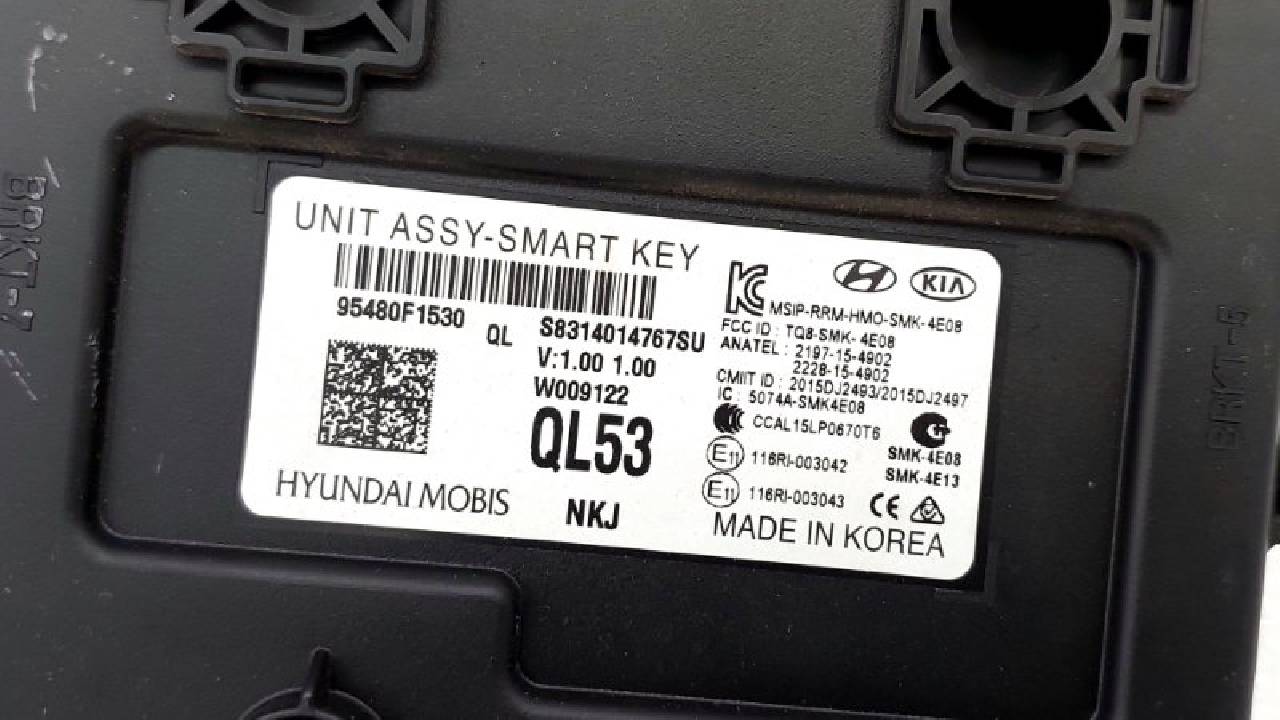 UNIT ASSY-SMART KEY
95480F1530
QL
S8314014767SU
V:1.00 1.00
W009122
QL53
NKJ
HYUNDAI MOBIS
KC
H
KIA
MSIP-RRM-HMO-SMK-4E08
FCC ID : TQ8-SMK-4E08
ANATEL : 2197-15-4902
2228-15-4902
CMIIT ID : 2015DJ2493/2015DJ2497
IC : 5074A-SMK4E08
CCAL15LP0670T6
SMK-4E08
SMK-4E13
E11 116RI-003042
E11 116RI-003043
CE
MADE IN KOREA
BRKT-7
BRKT-5